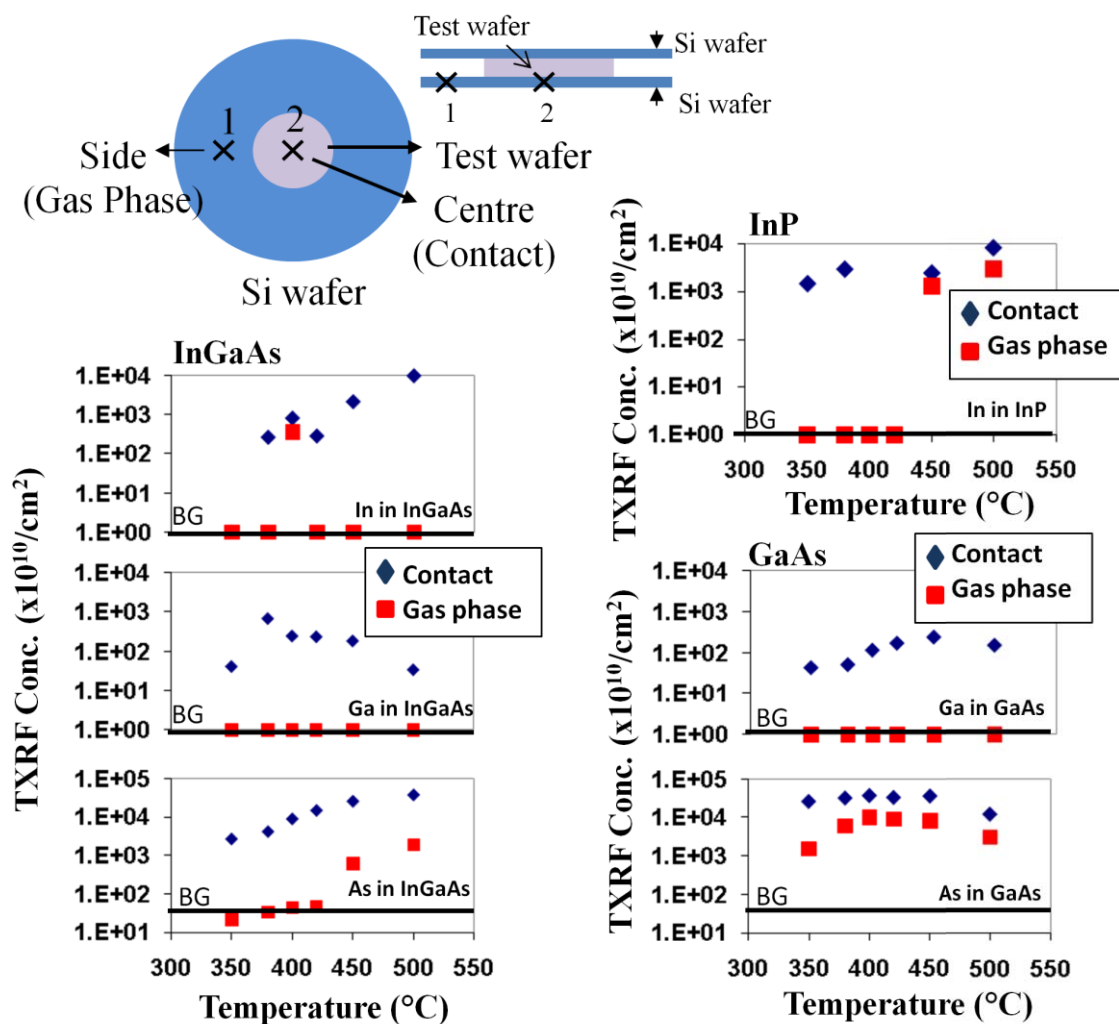 Test wafer
Si wafer
Si wafer
1
2
1 2
Side
(Gas Phase)
Test wafer
Centre
(Contact)
Si wafer
InP
1.E+04
1.E+03
1.E+02
1.E+01
1.E+00
BG
In in InP
Contact
Gas phase
300 350 400 450 500 550
Temperature (°C)
TXRF Conc. (x10¹⁰/cm²)
InGaAs
1.E+04
1.E+03
1.E+02
1.E+01
1.E+00
BG
In in InGaAs
Contact
Gas phase
1.E+04
1.E+03
1.E+02
1.E+01
1.E+00
BG
Ga in InGaAs
1.E+05
1.E+04
1.E+03
1.E+02
1.E+01
BG
As in InGaAs
300 350 400 450 500 550
Temperature (°C)
TXRF Conc. (x10¹⁰/cm²)
GaAs
Contact
Gas phase
1.E+04
1.E+03
1.E+02
1.E+01
1.E+00
BG
Ga in GaAs
1.E+05
1.E+04
1.E+03
1.E+02
1.E+01
BG
As in GaAs
300 350 400 450 500 550
Temperature (°C)
TXRF Conc. (x10¹⁰/cm²)